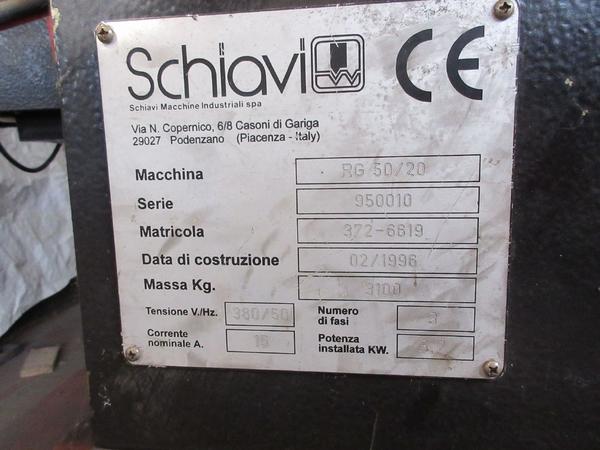 Schiavi
CE
Schiavi Macchine Industriali spa
Via N. Copernico, 6/8 Casoni di Gariga
29027 Podenzano (Piacenza - Italy)
Macchina RG 50/20
Serie 950010
Matricola 372-6619
Data di costruzione 02/1996
Massa Kg. 3100
Tensione V./Hz. 380/50 Numero di fasi 3
Corrente nominale A. 15 Potenza installata KW.